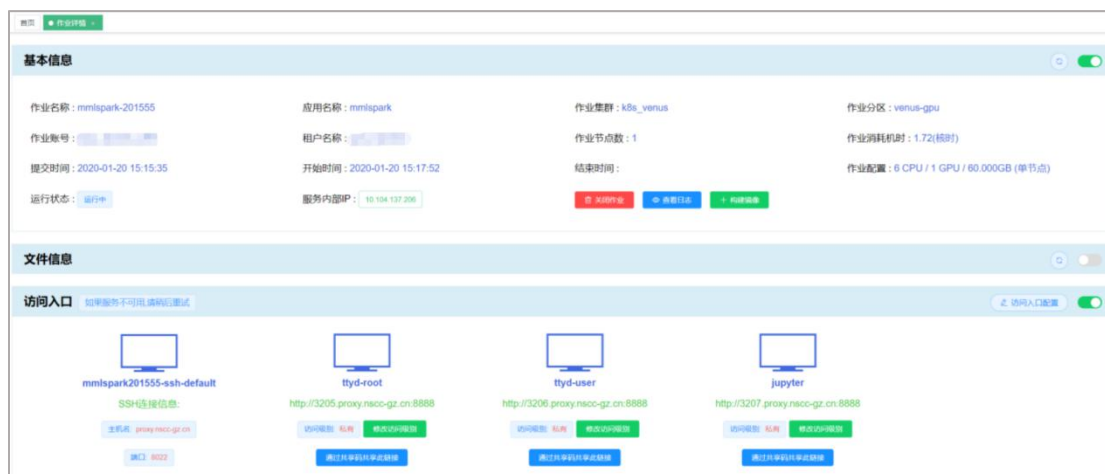 首页 ● 作业详情 ×
基本信息
作业名称 : mmlspark-201555 应用名称 : mmlspark 作业集群 : k8s_venus 作业分区 : venus-gpu
作业账号 : 租户名称 : 作业节点数 : 1 作业消耗机时 : 1.72(核时)
提交时间 : 2020-01-20 15:15:35 开始时间 : 2020-01-20 15:17:52 结束时间 : 作业配置 : 6 CPU / 1 GPU / 60.000GB (单节点)
运行状态 : 运行中 服务内部IP : 10.104.137.206 关闭作业 查看日志 + 构建镜像
文件信息
访问入口 如果服务不可用,请稍后重试 访问入口配置
mmlspark201555-ssh-default ttyd-root ttyd-user jupyter
SSH连接信息: http://3205.proxy.nscc-gz.cn:8888 http://3206.proxy.nscc-gz.cn:8888 http://3207.proxy.nscc-gz.cn:8888
主机名: proxy.nscc-gz.cn 访问级别: 私有 修改访问级别 访问级别: 私有 修改访问级别 访问级别: 私有 修改访问级别
端口: 8022 通过共享码共享此链接 通过共享码共享此链接 通过共享码共享此链接